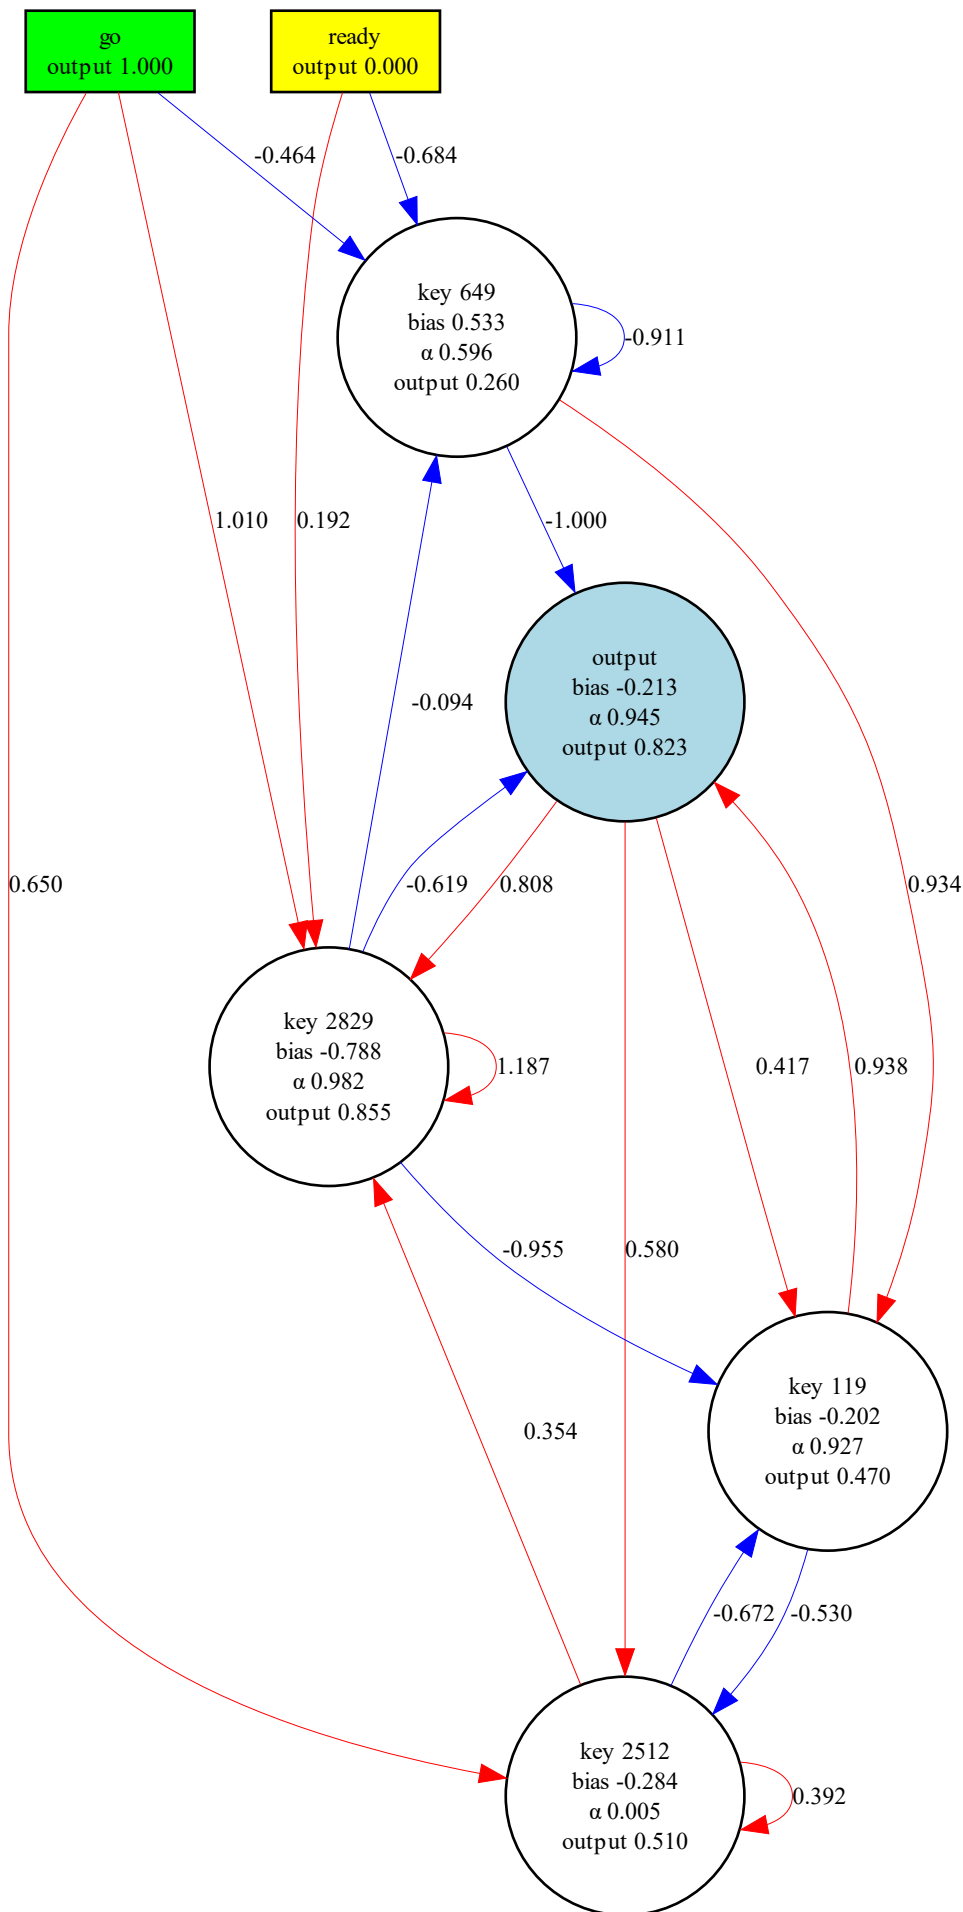 go
output 1.000
ready
output 0.000
-0.464
-0.684
key 649
bias 0.533
α 0.596
output 0.260
-0.911
1.010
0.192
-1.000
output
bias -0.213
α 0.945
output 0.823
-0.094
0.650
-0.619
0.808
0.934
key 2829
bias -0.788
α 0.982
output 0.855
1.187
0.417
0.938
-0.955
0.580
key 119
bias -0.202
α 0.927
output 0.470
0.354
-0.672
-0.530
key 2512
bias -0.284
α 0.005
output 0.510
0.392